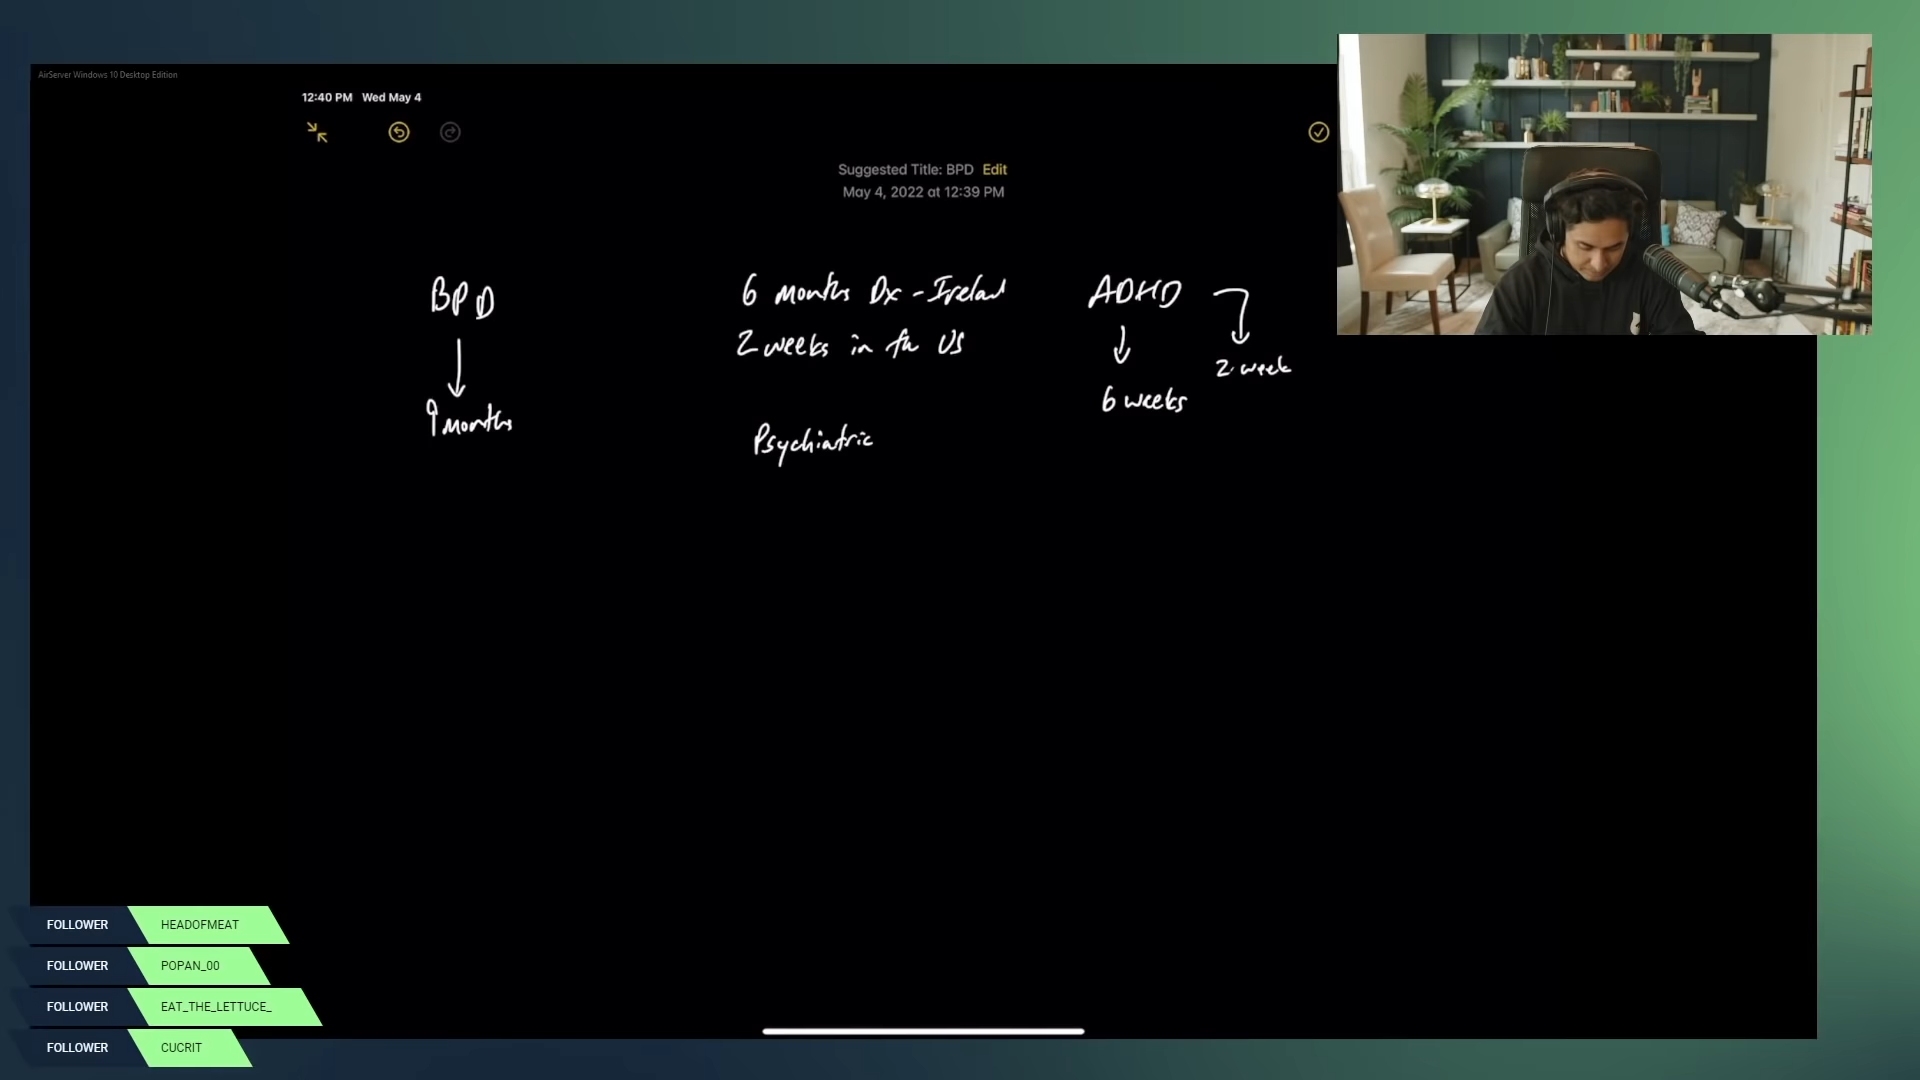 AirServer Windows 10 Desktop Edition
12:40 PM Wed May 4
Suggested Title: BPD Edit
May 4, 2022 at 12:39 PM
BPD
9 months
6 months Dx - Ireland
2 weeks in the US
Psychiatric
ADHD
6 weeks
2 week
FOLLOWER HEADOFMEAT
FOLLOWER POPAN_00
FOLLOWER EAT_THE_LETTUCE_
FOLLOWER CUCRIT